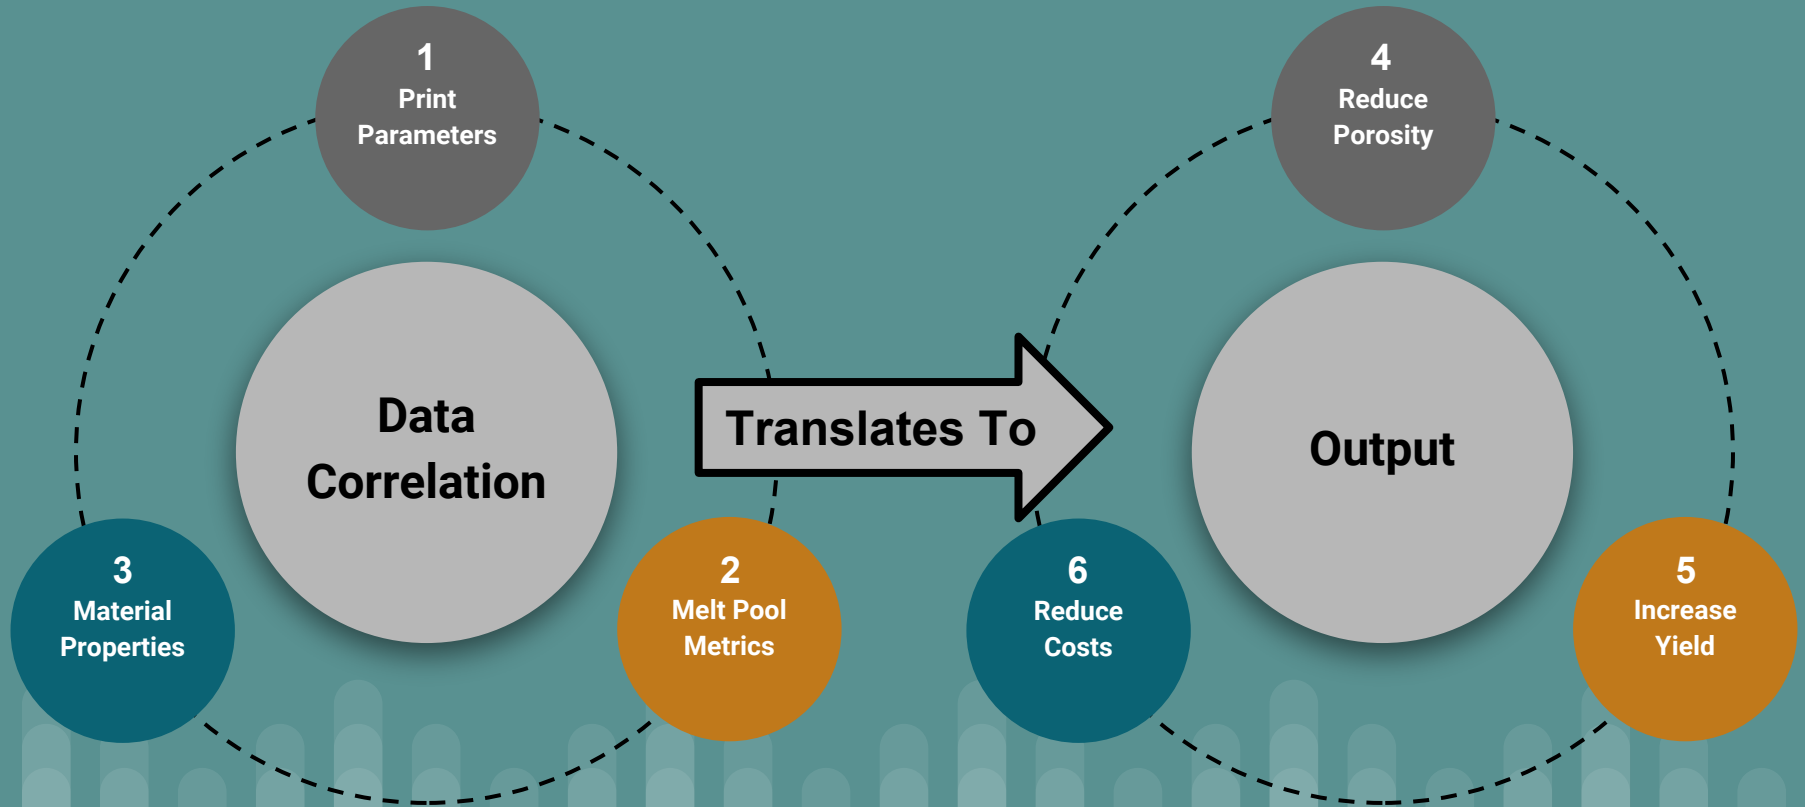 1
Print
Parameters
Data
Correlation
3
Material
Properties
2
Melt Pool
Metrics
Translates To
4
Reduce
Porosity
Output
6
Reduce
Costs
5
Increase
Yield